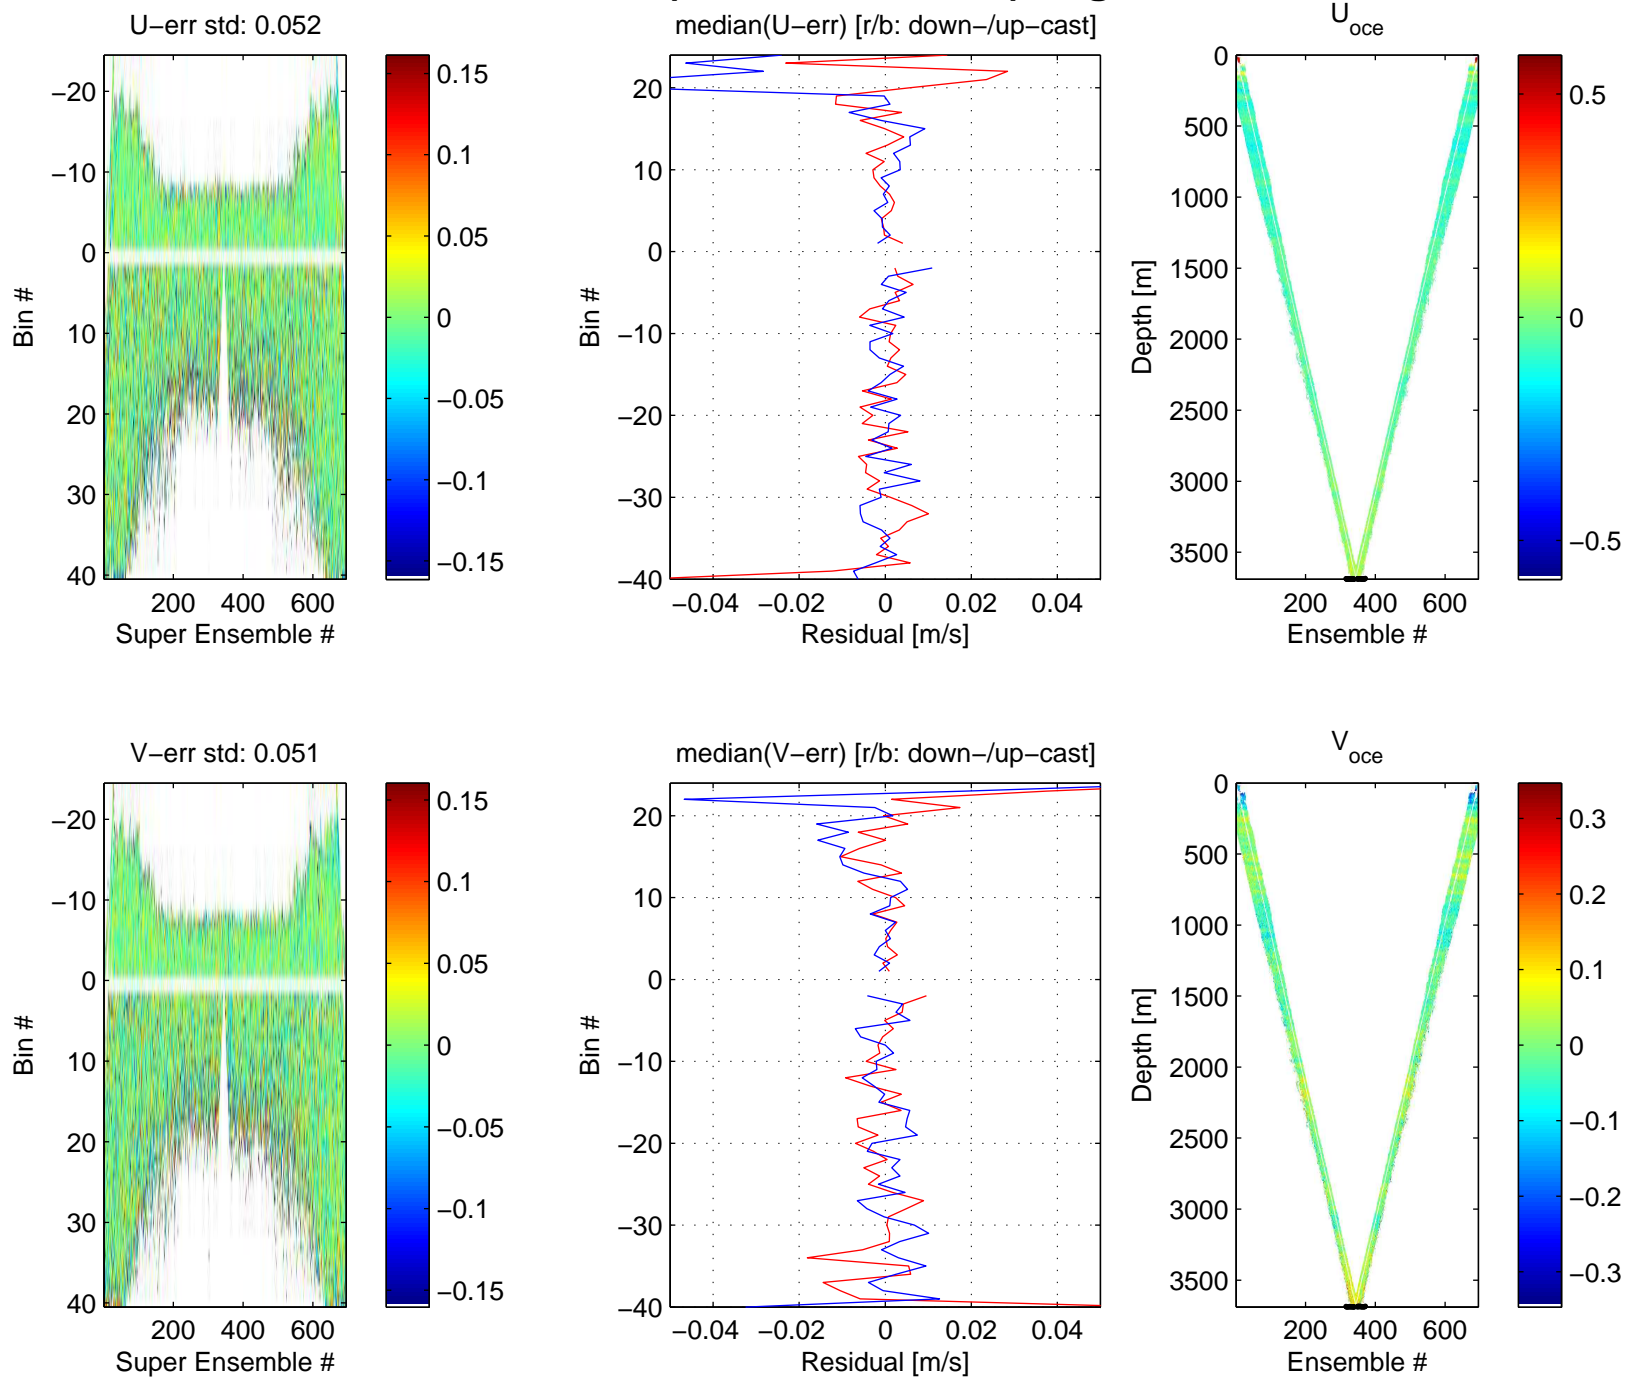 U−err std: 0.052
−20
−10
0
10
20
30
40
Bin #
200 400 600
Super Ensemble #
0.15
0.1
0.05
0
−0.05
−0.1
−0.15
median(U−err) [r/b: down−/up−cast]
20
10
0
−10
−20
−30
−40
Bin #
−0.04 −0.02 0 0.02 0.04
Residual [m/s]
U
oce
0
500
1000
1500
2000
2500
3000
3500
Depth [m]
200 400 600
Ensemble #
0.5
0
−0.5
V−err std: 0.051
−20
−10
0
10
20
30
40
Bin #
200 400 600
Super Ensemble #
0.15
0.1
0.05
0
−0.05
−0.1
−0.15
median(V−err) [r/b: down−/up−cast]
20
10
0
−10
−20
−30
−40
Bin #
−0.04 −0.02 0 0.02 0.04
Residual [m/s]
V
oce
0
500
1000
1500
2000
2500
3000
3500
Depth [m]
200 400 600
Ensemble #
0.3
0.2
0.1
0
−0.1
−0.2
−0.3